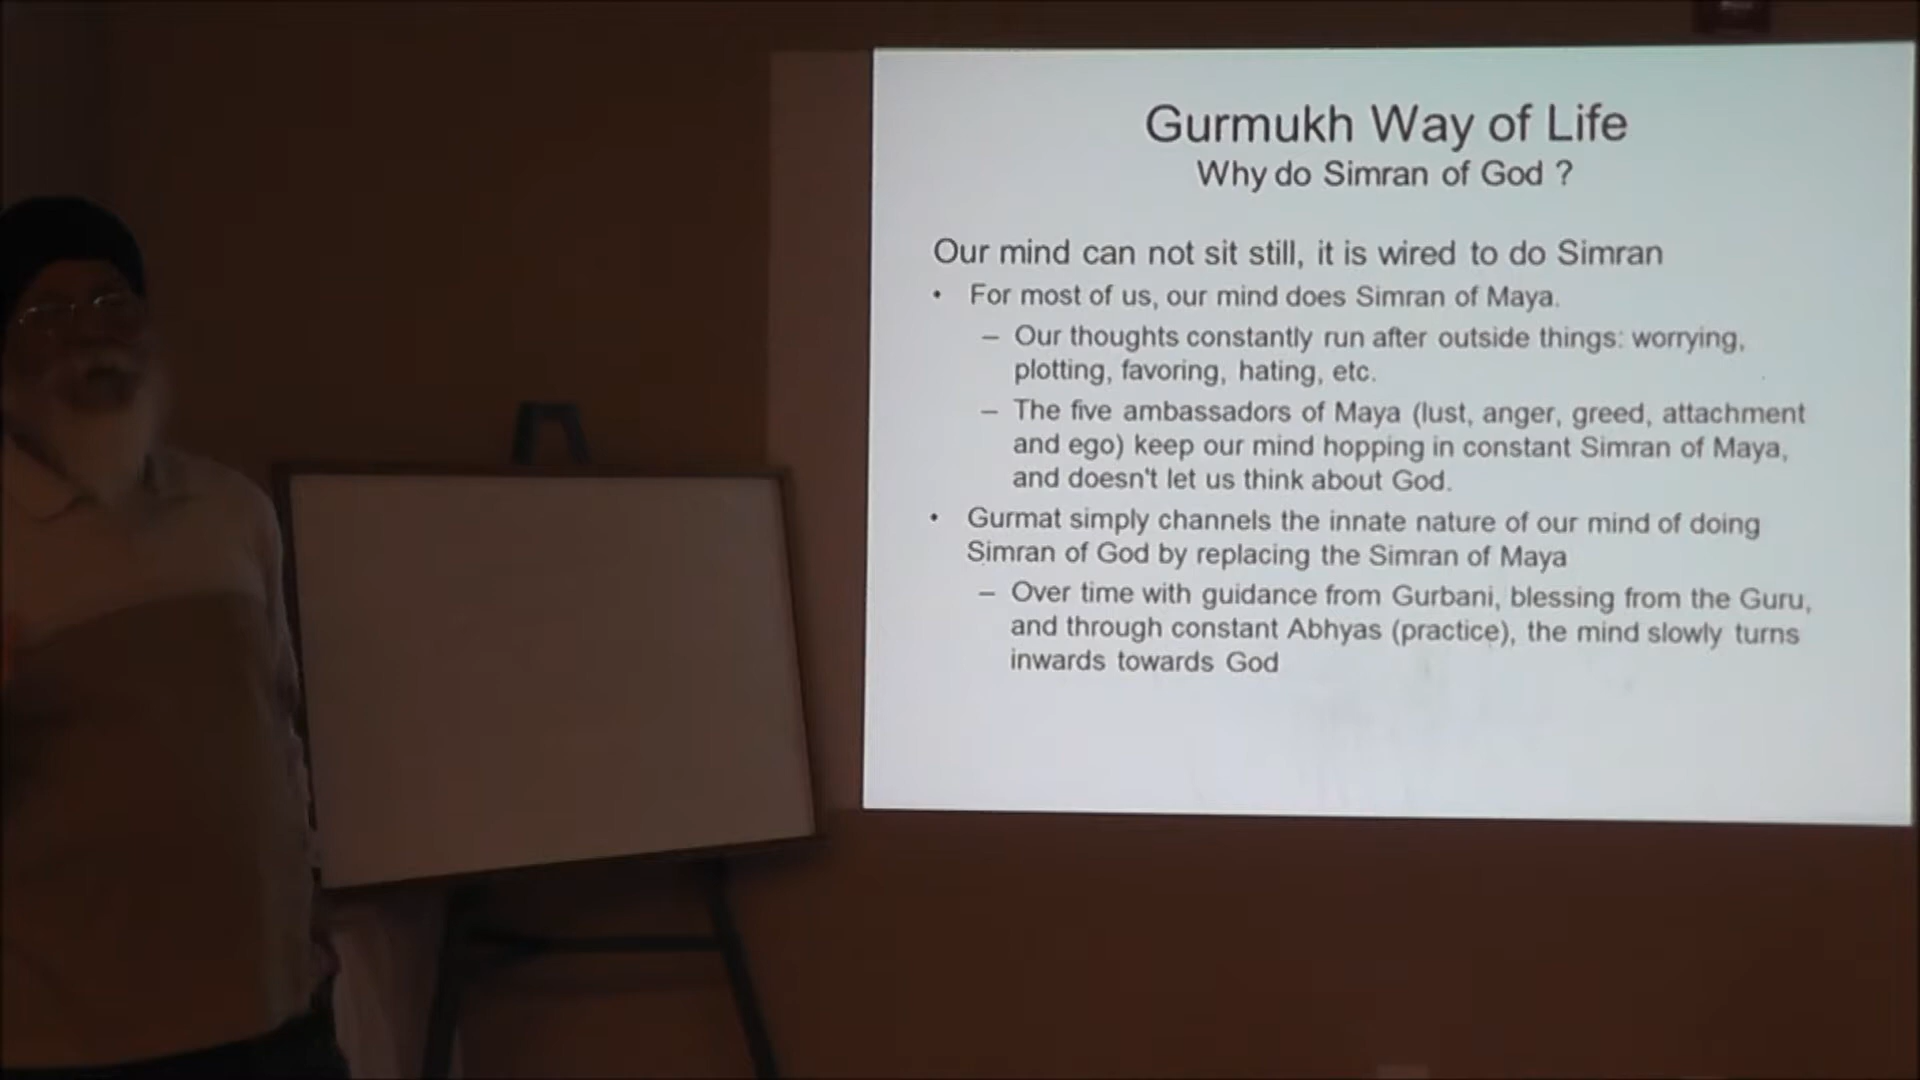 Gurmukh Way of Life
Why do Simran of God ?
Our mind can not sit still, it is wired to do Simran
• For most of us, our mind does Simran of Maya.
– Our thoughts constantly run after outside things: worrying,
plotting, favoring, hating, etc.
– The five ambassadors of Maya (lust, anger, greed, attachment
and ego) keep our mind hopping in constant Simran of Maya,
and doesn't let us think about God.
• Gurmat simply channels the innate nature of our mind of doing
Simran of God by replacing the Simran of Maya
– Over time with guidance from Gurbani, blessing from the Guru,
and through constant Abhyas (practice), the mind slowly turns
inwards towards God